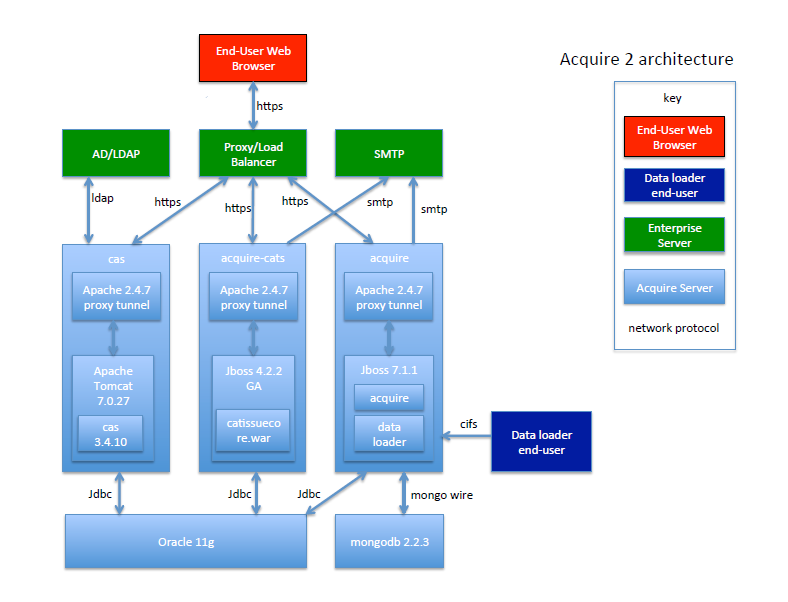 End-User Web
Browser
Acquire 2 architecture
https
key
End-User Web
Browser
AD/LDAP
Proxy/Load
Balancer
SMTP
Data loader
end-user
ldap
https
https
https
smtp
smtp
Enterprise
Server
cas
acquire-cats
acquire
Apache 2.4.7
proxy tunnel
Apache 2.4.7
proxy tunnel
Apache 2.4.7
proxy tunnel
Acquire Server
network protocol
Apache
Tomcat
7.0.27
cas
3.4.10
Jboss 4.2.2
GA
catissueco
re.war
Jboss 7.1.1
acquire
data
loader
cifs
Data loader
end-user
Jdbc
Jdbc
Jdbc
mongo wire
Oracle 11g
mongodb 2.2.3